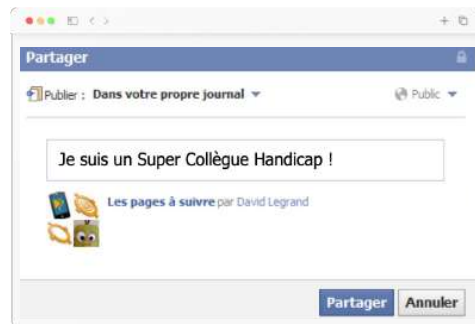 Partager
Publier : Dans votre propre journal
Public
Je suis un Super Collègue Handicap !
Les pages à suivre par David Legrand
Partager
Annuler